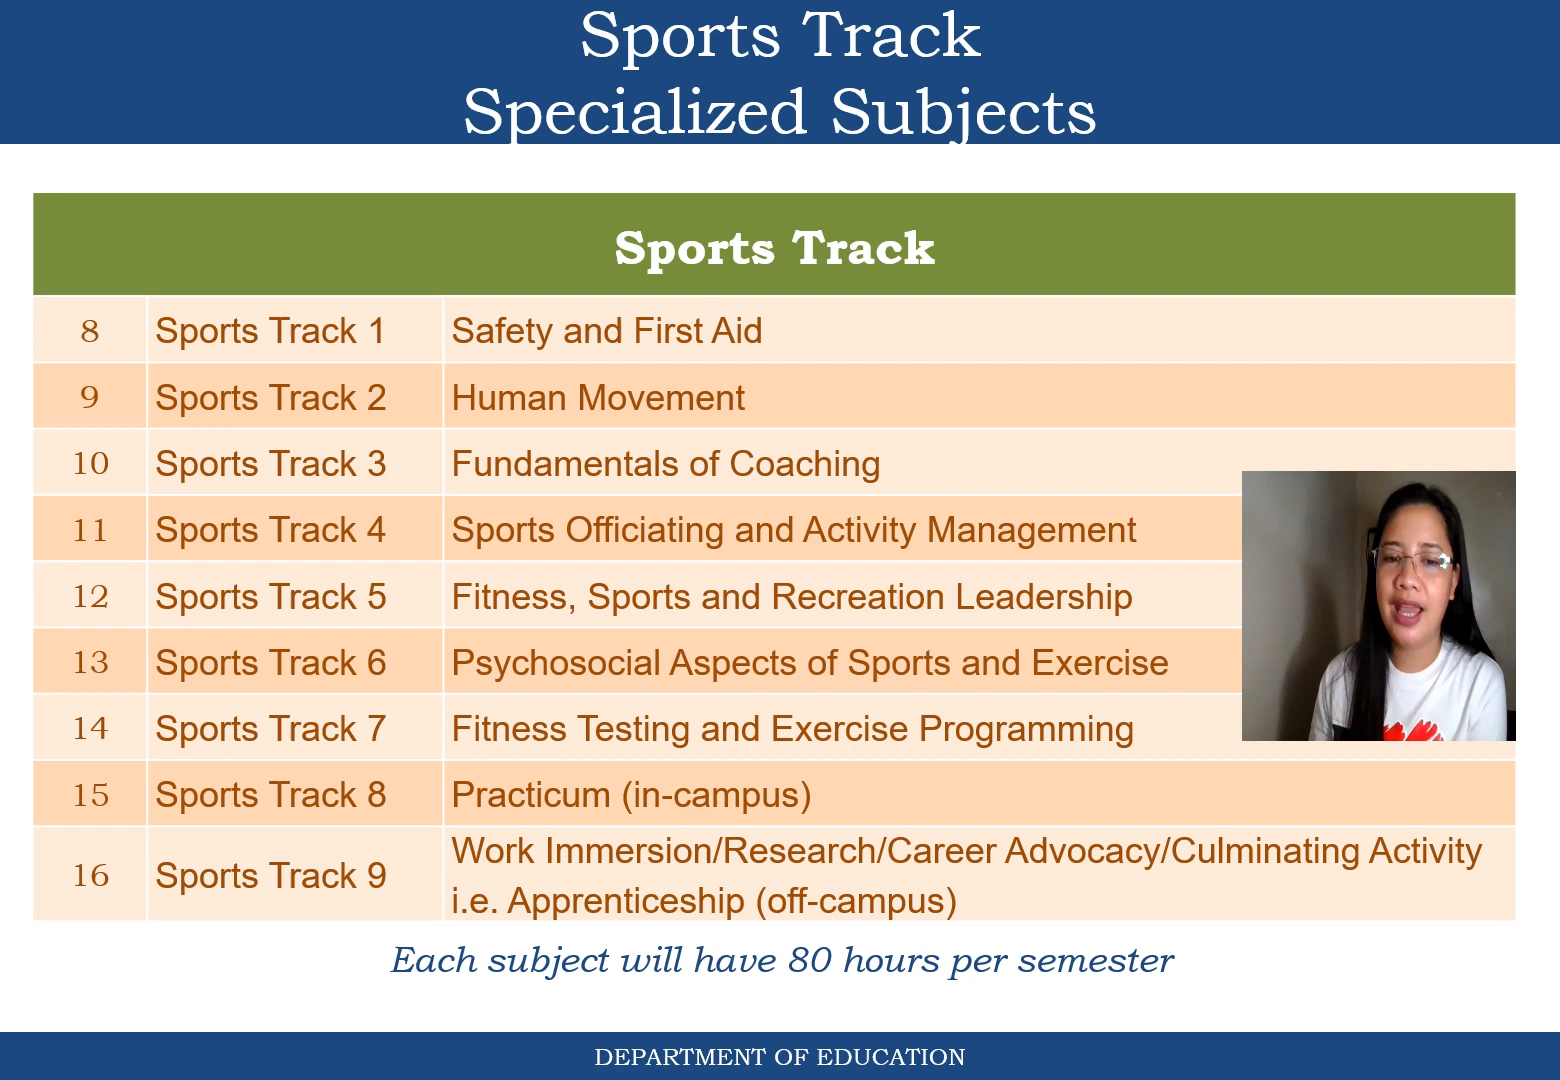 Sports Track
Specialized Subjects
Sports Track
8 Sports Track 1 Safety and First Aid
9 Sports Track 2 Human Movement
10 Sports Track 3 Fundamentals of Coaching
11 Sports Track 4 Sports Officiating and Activity Management
12 Sports Track 5 Fitness, Sports and Recreation Leadership
13 Sports Track 6 Psychosocial Aspects of Sports and Exercise
14 Sports Track 7 Fitness Testing and Exercise Programming
15 Sports Track 8 Practicum (in-campus)
16 Sports Track 9 Work Immersion/Research/Career Advocacy/Culminating Activity
i.e. Apprenticeship (off-campus)
Each subject will have 80 hours per semester
DEPARTMENT OF EDUCATION